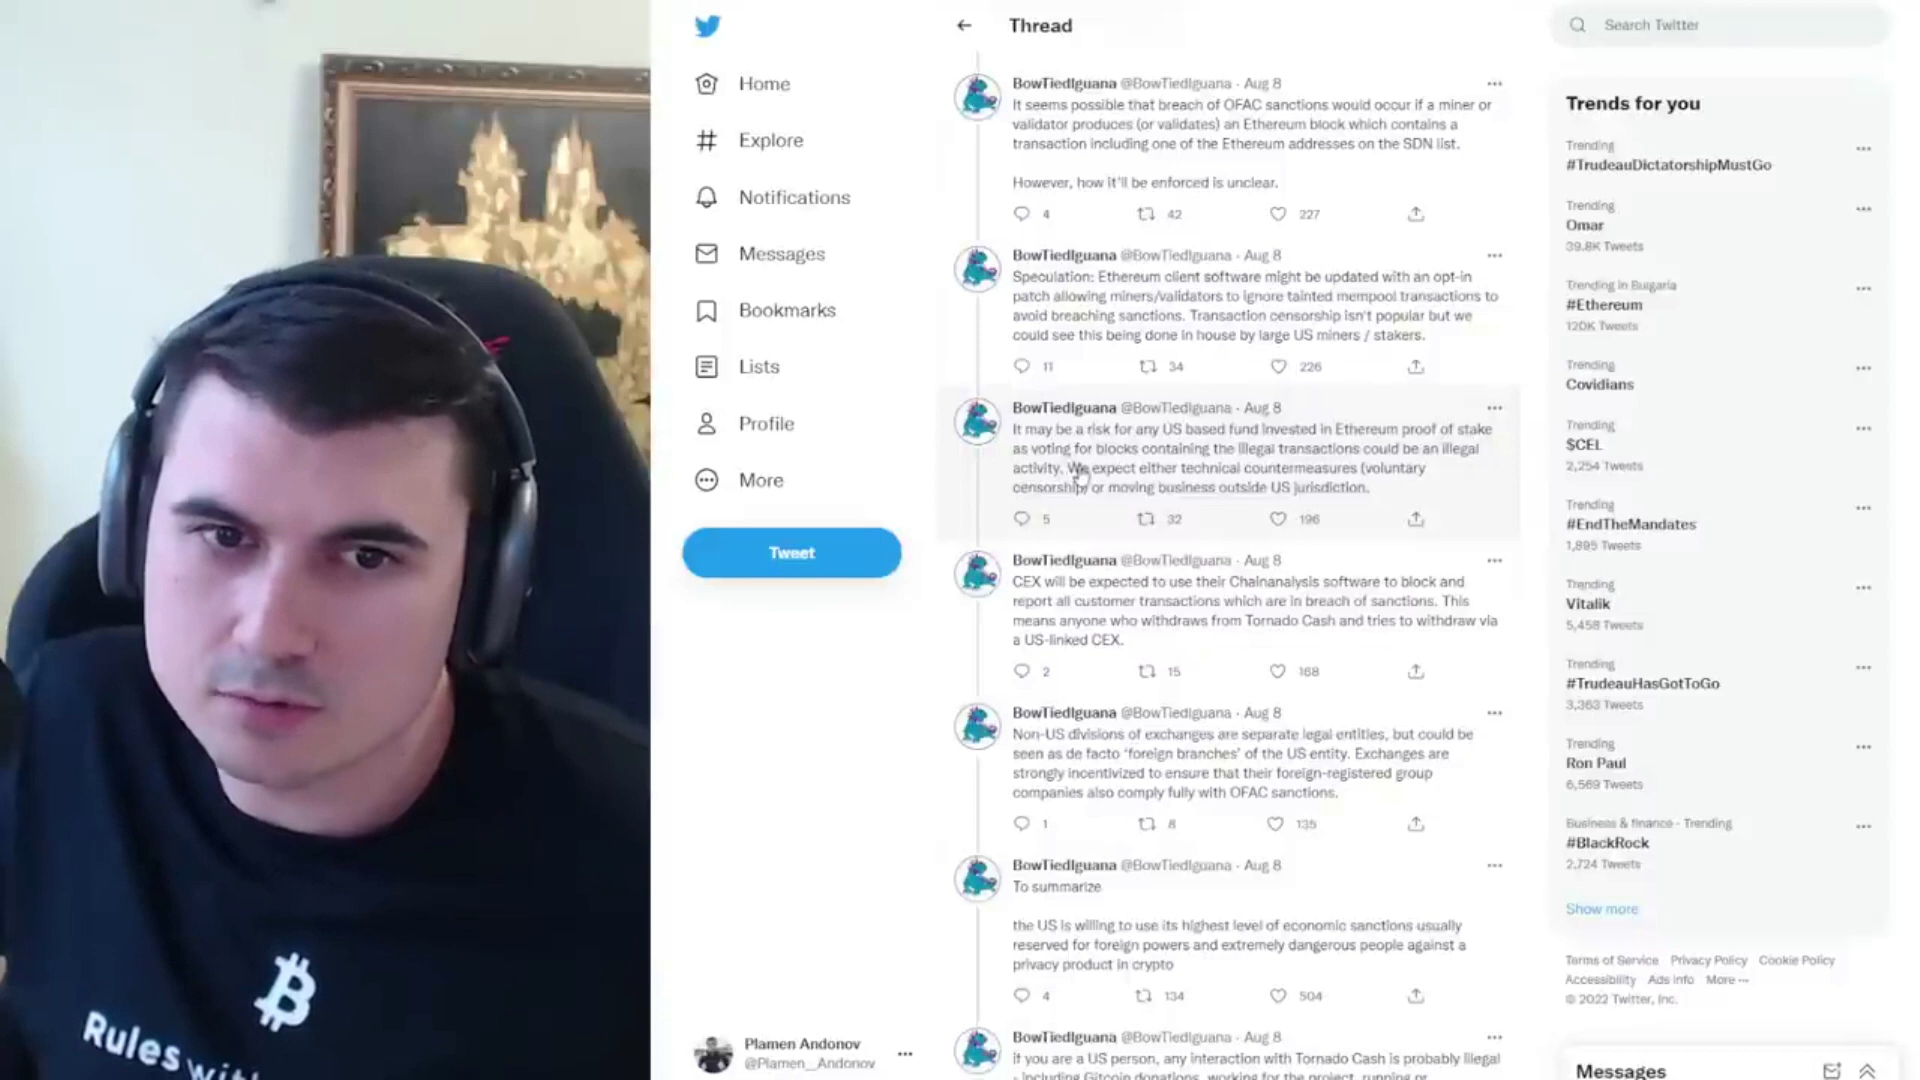 Home
Explore
Notifications
Messages
Bookmarks
Lists
Profile
More
Tweet
Plamen Andonov
@Plamen__Andonov
Thread
BowTiedIguana @BowTiedIguana · Aug 8
It seems possible that breach of OFAC sanctions would occur if a miner or
validator produces (or validates) an Ethereum block which contains a
transaction including one of the Ethereum addresses on the SDN list.
However, how it'll be enforced is unclear.
4 42 227
BowTiedIguana @BowTiedIguana · Aug 8
Speculation: Ethereum client software might be updated with an opt-in
patch allowing miners/validators to ignore tainted mempool transactions to
avoid breaching sanctions. Transaction censorship isn't popular but we
could see this being done in house by large US miners / stakers.
11 34 226
BowTiedIguana @BowTiedIguana · Aug 8
It may be a risk for any US based fund invested in Ethereum proof of stake
as voting for blocks containing the illegal transactions could be an illegal
activity. We expect either technical countermeasures (voluntary
censorship) or moving business outside US jurisdiction.
5 32 196
BowTiedIguana @BowTiedIguana · Aug 8
CEX will be expected to use their Chainanalysis software to block and
report all customer transactions which are in breach of sanctions. This
means anyone who withdraws from Tornado Cash and tries to withdraw via
a US-linked CEX.
2 15 168
BowTiedIguana @BowTiedIguana · Aug 8
Non-US divisions of exchanges are separate legal entities, but could be
seen as de facto 'foreign branches' of the US entity. Exchanges are
strongly incentivized to ensure that their foreign-registered group
companies also comply fully with OFAC sanctions.
1 8 135
BowTiedIguana @BowTiedIguana · Aug 8
To summarize
the US is willing to use its highest level of economic sanctions usually
reserved for foreign powers and extremely dangerous people against a
privacy product in crypto
4 134 504
BowTiedIguana @BowTiedIguana · Aug 8
if you are a US person, any interaction with Tornado Cash is probably illegal
- including Gitcoin donations, working for the project, running or
Search Twitter
Trends for you
Trending
#TrudeauDictatorshipMustGo
Trending
Omar
39.8K Tweets
Trending in Bulgaria
#Ethereum
120K Tweets
Trending
Covidians
Trending
$CEL
2,254 Tweets
Trending
#EndTheMandates
1,895 Tweets
Trending
Vitalik
5,458 Tweets
Trending
#TrudeauHasGotToGo
3,363 Tweets
Trending
Ron Paul
6,569 Tweets
Business & finance · Trending
#BlackRock
2,724 Tweets
Show more
Terms of Service Privacy Policy Cookie Policy
Accessibility Ads info More ···
© 2022 Twitter, Inc.
Messages
Rules